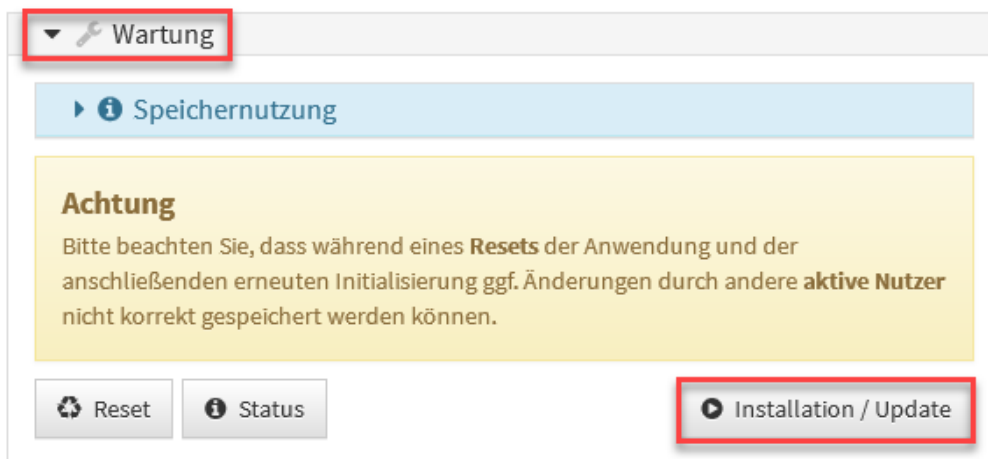 Wartung
Speichernutzung
Achtung
Bitte beachten Sie, dass während eines Resets der Anwendung und der
anschließenden erneuten Initialisierung ggf. Änderungen durch andere aktive Nutzer
nicht korrekt gespeichert werden können.
Reset Status Installation / Update